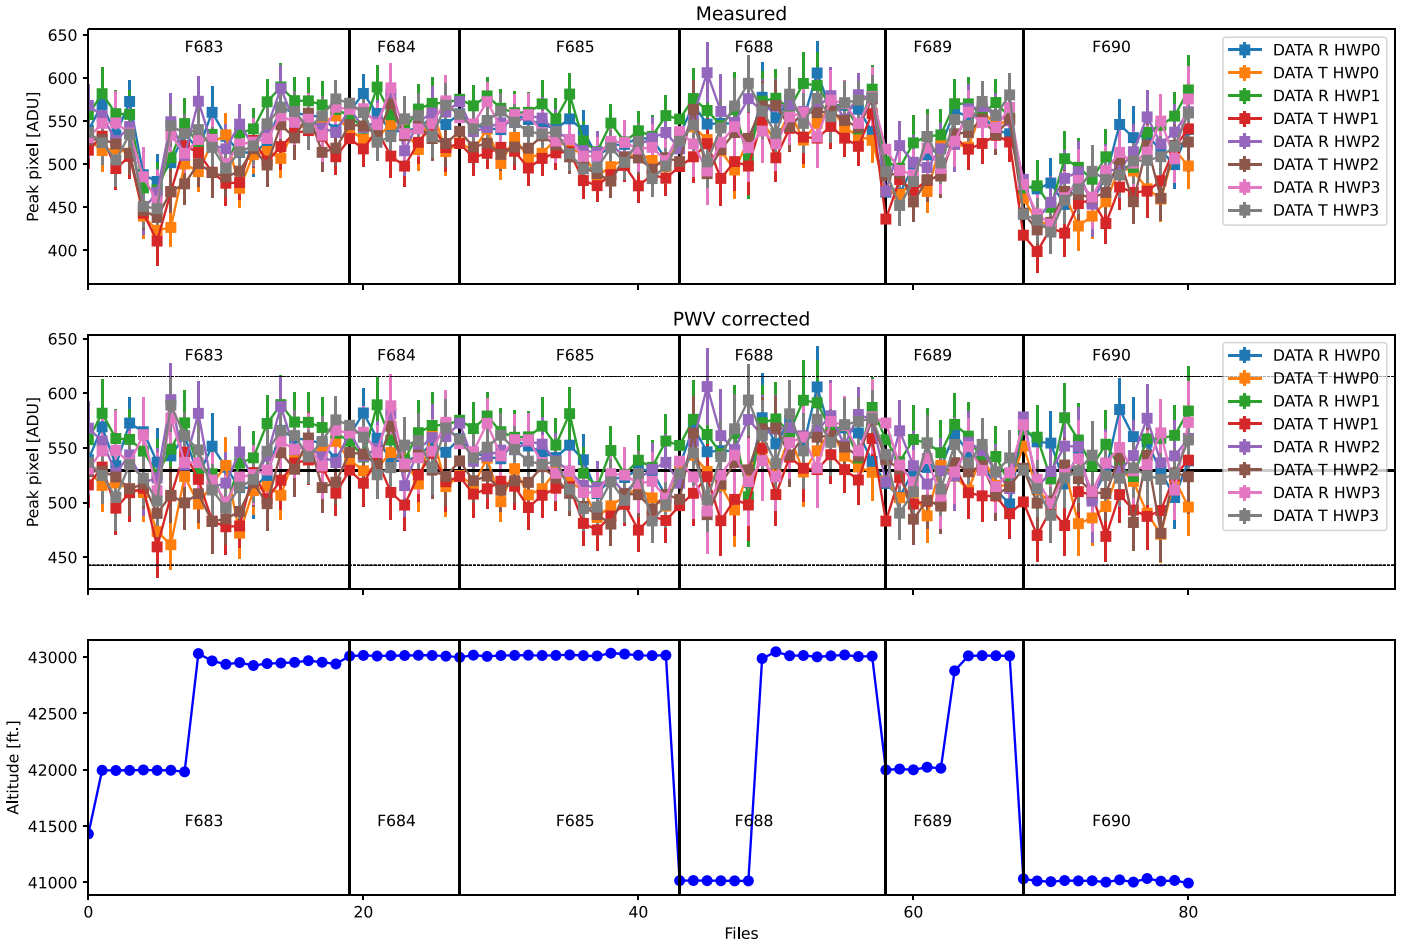 Measured
650
600
550
500
450
400
Peak pixel [ADU]
F683
F684
F685
F688
F689
F690
DATA R HWP0
DATA T HWP0
DATA R HWP1
DATA T HWP1
DATA R HWP2
DATA T HWP2
DATA R HWP3
DATA T HWP3
PWV corrected
650
600
550
500
450
Peak pixel [ADU]
F683
F684
F685
F688
F689
F690
DATA R HWP0
DATA T HWP0
DATA R HWP1
DATA T HWP1
DATA R HWP2
DATA T HWP2
DATA R HWP3
DATA T HWP3
43000
42500
42000
41500
41000
Altitude [ft.]
F683
F684
F685
F688
F689
F690
0
20
40
60
80
Files